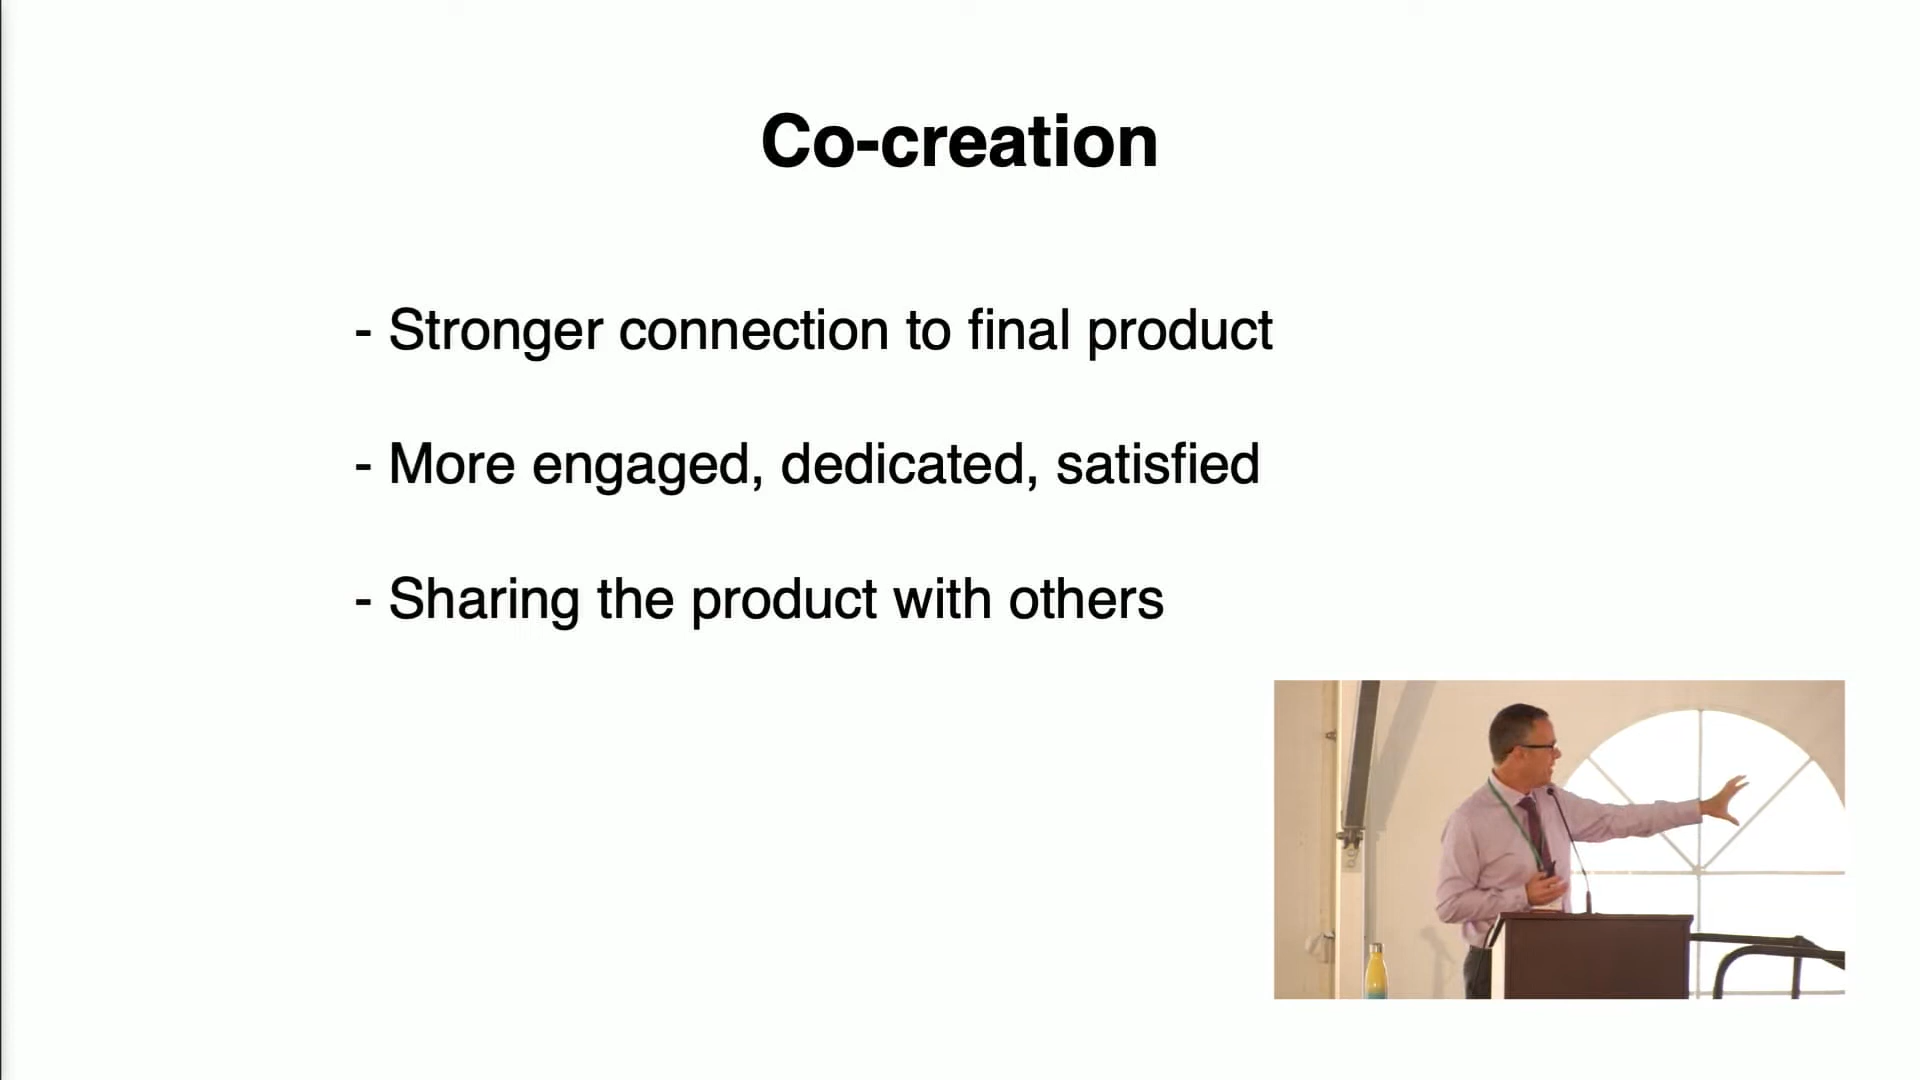 Co-creation
- Stronger connection to final product
- More engaged, dedicated, satisfied
- Sharing the product with others